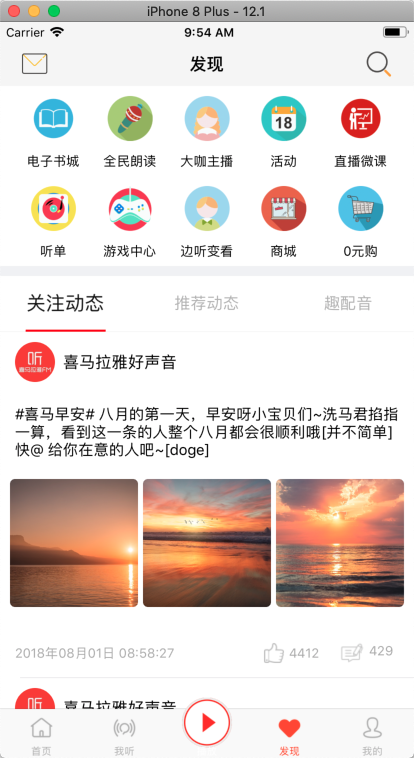 iPhone 8 Plus - 12.1
Carrier 9:54 AM
发现
电子书城 全民朗读 大咖主播 18 活动 直播微课
听单 游戏中心 边听变看 商城 0元购
关注动态 推荐动态 趣配音
听
喜马拉雅FM
喜马拉雅好声音
#喜马早安# 八月的第一天，早安呀小宝贝们~洗马君掐指
一算，看到这一条的人整个八月都会很顺利哦[并不简单]
快@ 给你在意的人吧~[doge]
2018年08月01日 08:58:27 4412 429
听
喜马拉雅好声音
首页 我听 发现 我的